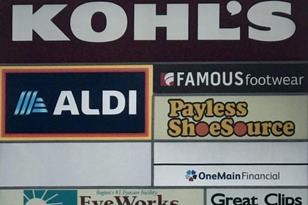 KOHL'S
ALDI
FAMOUS footwear
Payless
ShoeSource
OneMain Financial
Region's #1 Eyecare Facility
EyeWorks
Great Clips